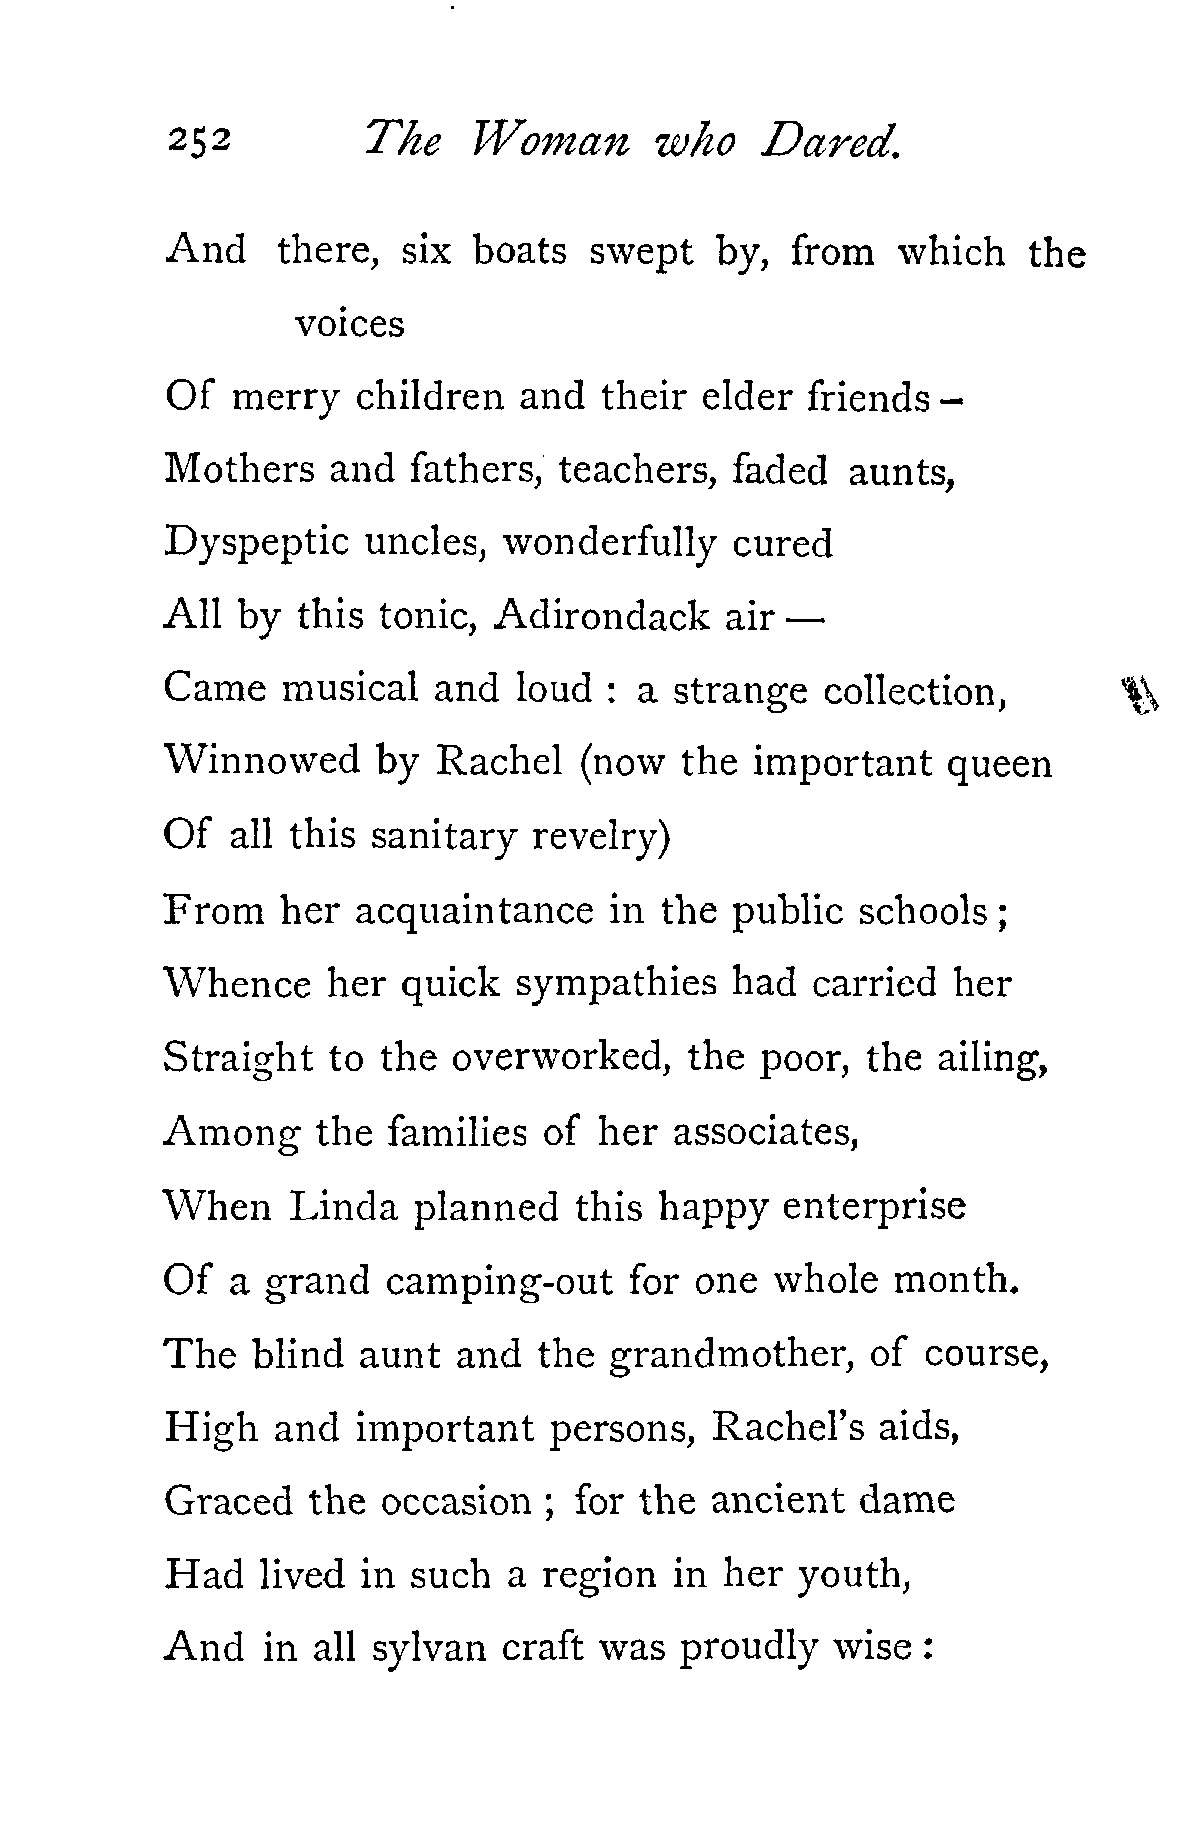 252 The Woman who Dared.
And there, six boats swept by, from which the
voices
Of merry children and their elder friends –
Mothers and fathers, teachers, faded aunts,
Dyspeptic uncles, wonderfully cured
All by this tonic, Adirondack air —
Came musical and loud : a strange collection,
Winnowed by Rachel (now the important queen
Of all this sanitary revelry)
From her acquaintance in the public schools ;
Whence her quick sympathies had carried her
Straight to the overworked, the poor, the ailing,
Among the families of her associates,
When Linda planned this happy enterprise
Of a grand camping-out for one whole month.
The blind aunt and the grandmother, of course,
High and important persons, Rachel's aids,
Graced the occasion ; for the ancient dame
Had lived in such a region in her youth,
And in all sylvan craft was proudly wise :